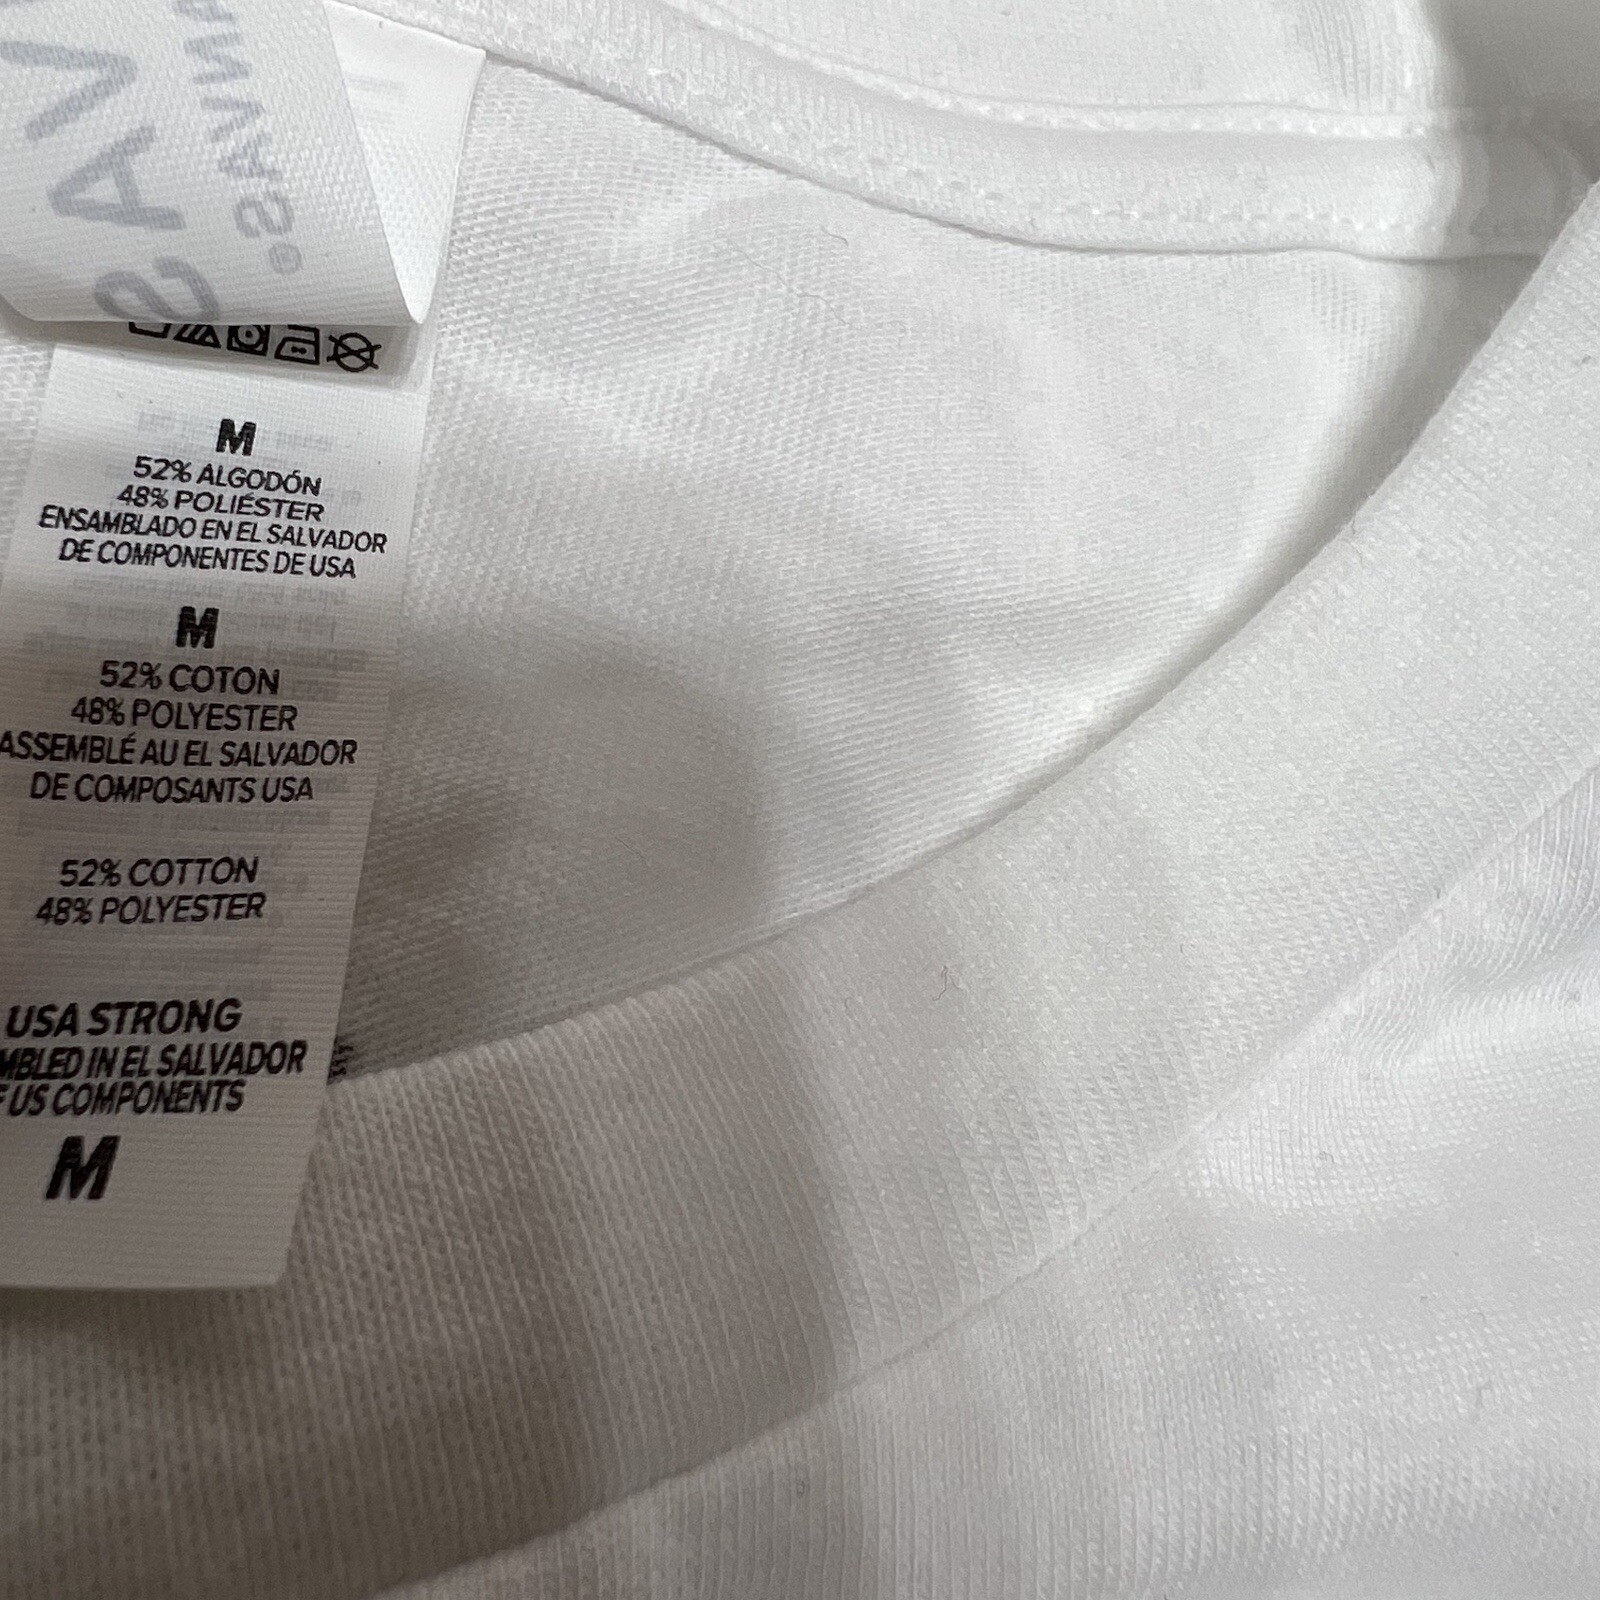 M
52% ALGODÓN
48% POLIÉSTER
ENSAMBLADO EN EL SALVADOR
DE COMPONENTES DE USA
M
52% COTON
48% POLYESTER
ASSEMBLÉ AU EL SALVADOR
DE COMPOSANTS USA
52% COTTON
48% POLYESTER
USA STRONG
MBLED IN EL SALVADOR
F US COMPONENTS
M